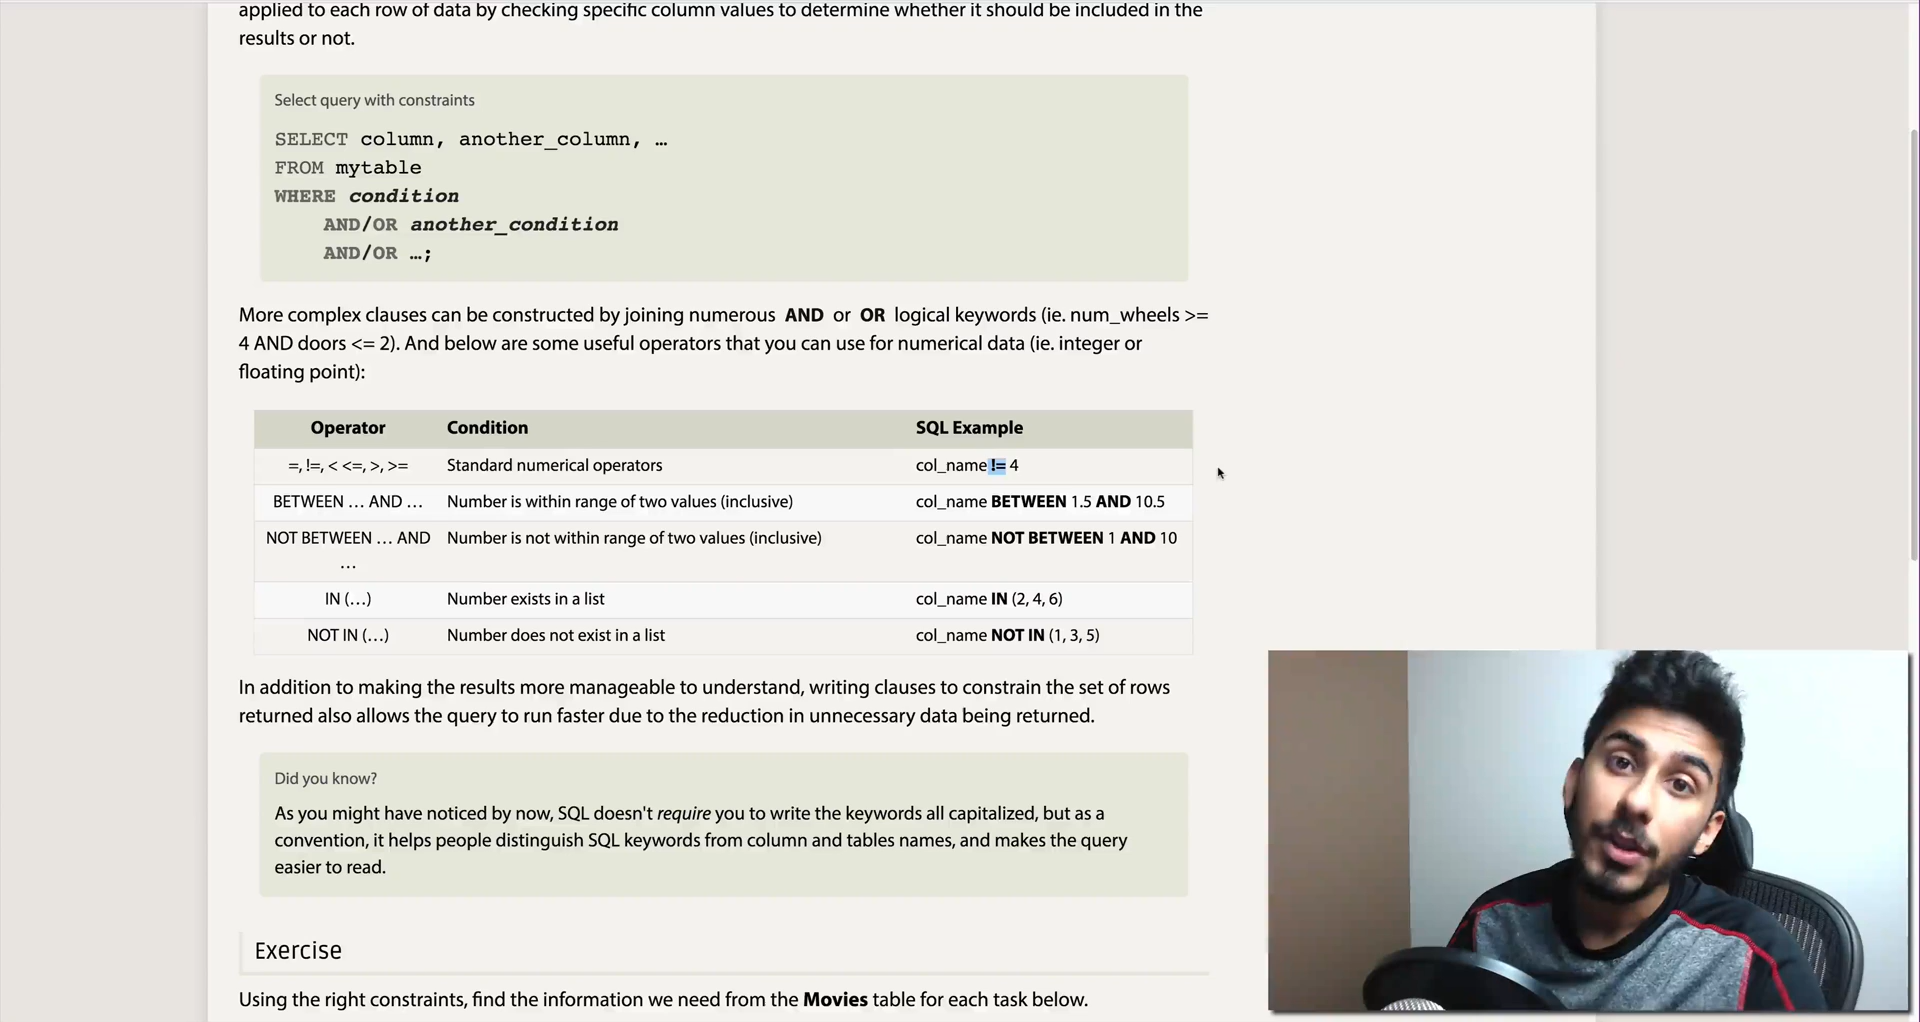 applied to each row of data by checking specific column values to determine whether it should be included in the
results or not.
Select query with constraints
SELECT column, another_column, …
FROM mytable
WHERE condition
AND/OR another_condition
AND/OR …;
More complex clauses can be constructed by joining numerous AND or OR logical keywords (ie. num_wheels >=
4 AND doors <= 2). And below are some useful operators that you can use for numerical data (ie. integer or
floating point):
Operator Condition SQL Example
=, !=, < <=, >, >= Standard numerical operators col_name != 4
BETWEEN … AND … Number is within range of two values (inclusive) col_name BETWEEN 1.5 AND 10.5
NOT BETWEEN … AND Number is not within range of two values (inclusive) col_name NOT BETWEEN 1 AND 10
…
IN (…) Number exists in a list col_name IN (2, 4, 6)
NOT IN (…) Number does not exist in a list col_name NOT IN (1, 3, 5)
In addition to making the results more manageable to understand, writing clauses to constrain the set of rows
returned also allows the query to run faster due to the reduction in unnecessary data being returned.
Did you know?
As you might have noticed by now, SQL doesn't require you to write the keywords all capitalized, but as a
convention, it helps people distinguish SQL keywords from column and tables names, and makes the query
easier to read.
Exercise
Using the right constraints, find the information we need from the Movies table for each task below.